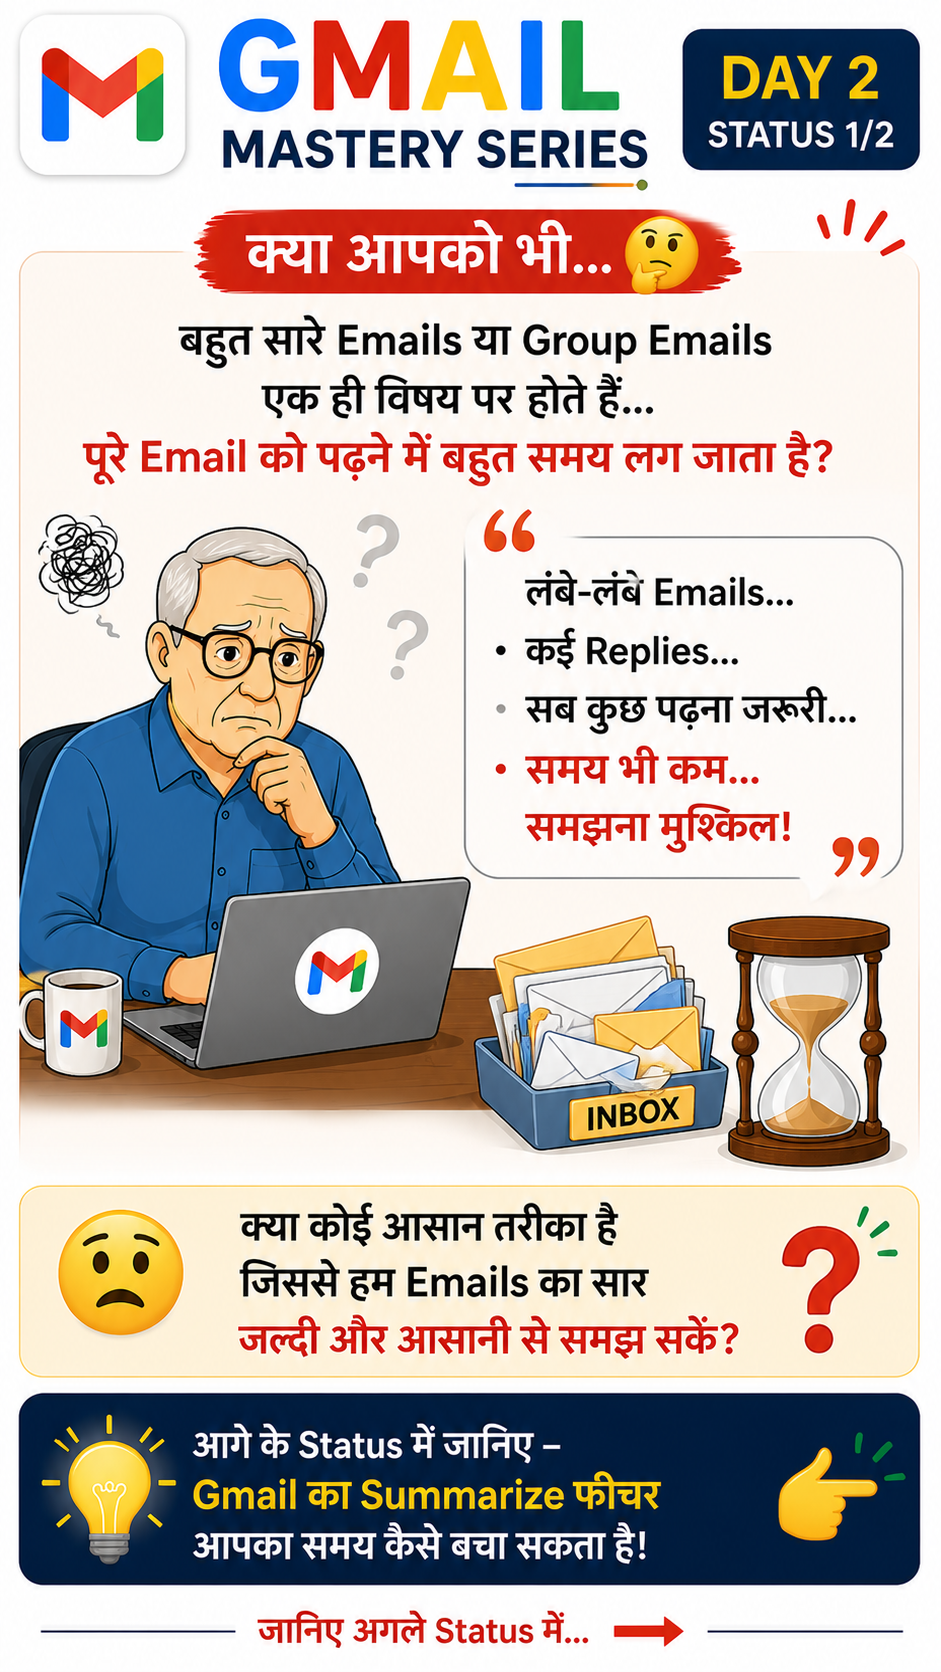 GMAIL
MASTERY SERIES
DAY 2
STATUS 1/2
क्या आपको भी...
बहुत सारे Emails या Group Emails
एक ही विषय पर होते हैं...
पूरे Email को पढ़ने में बहुत समय लग जाता है?
“
लंबे-लंबे Emails...
• कई Replies...
• सब कुछ पढ़ना जरूरी...
• समय भी कम...
समझना मुश्किल!
”
INBOX
क्या कोई आसान तरीका है
जिससे हम Emails का सार
जल्दी और आसानी से समझ सकें?
आगे के Status में जानिए –
Gmail का Summarize फीचर
आपका समय कैसे बचा सकता है!
जानिए अगले Status में...